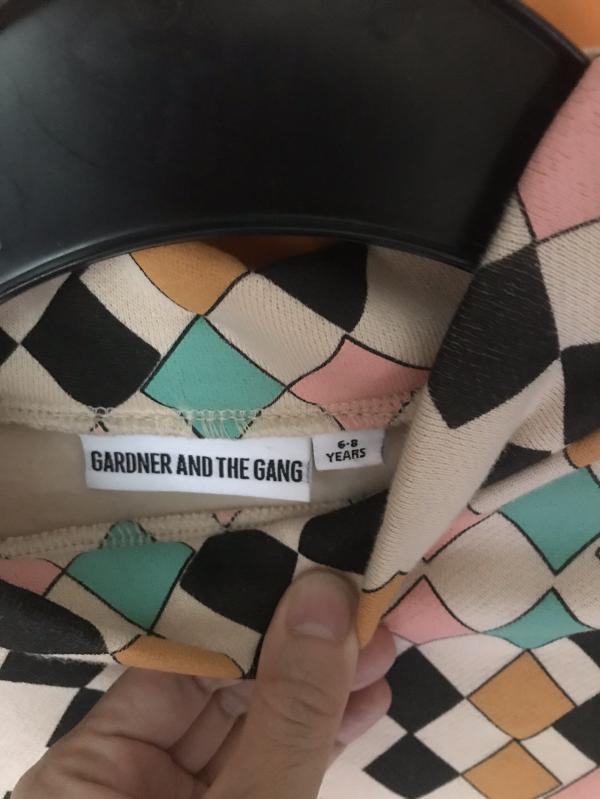 GARDNER AND THE GANG
6-8
YEARS